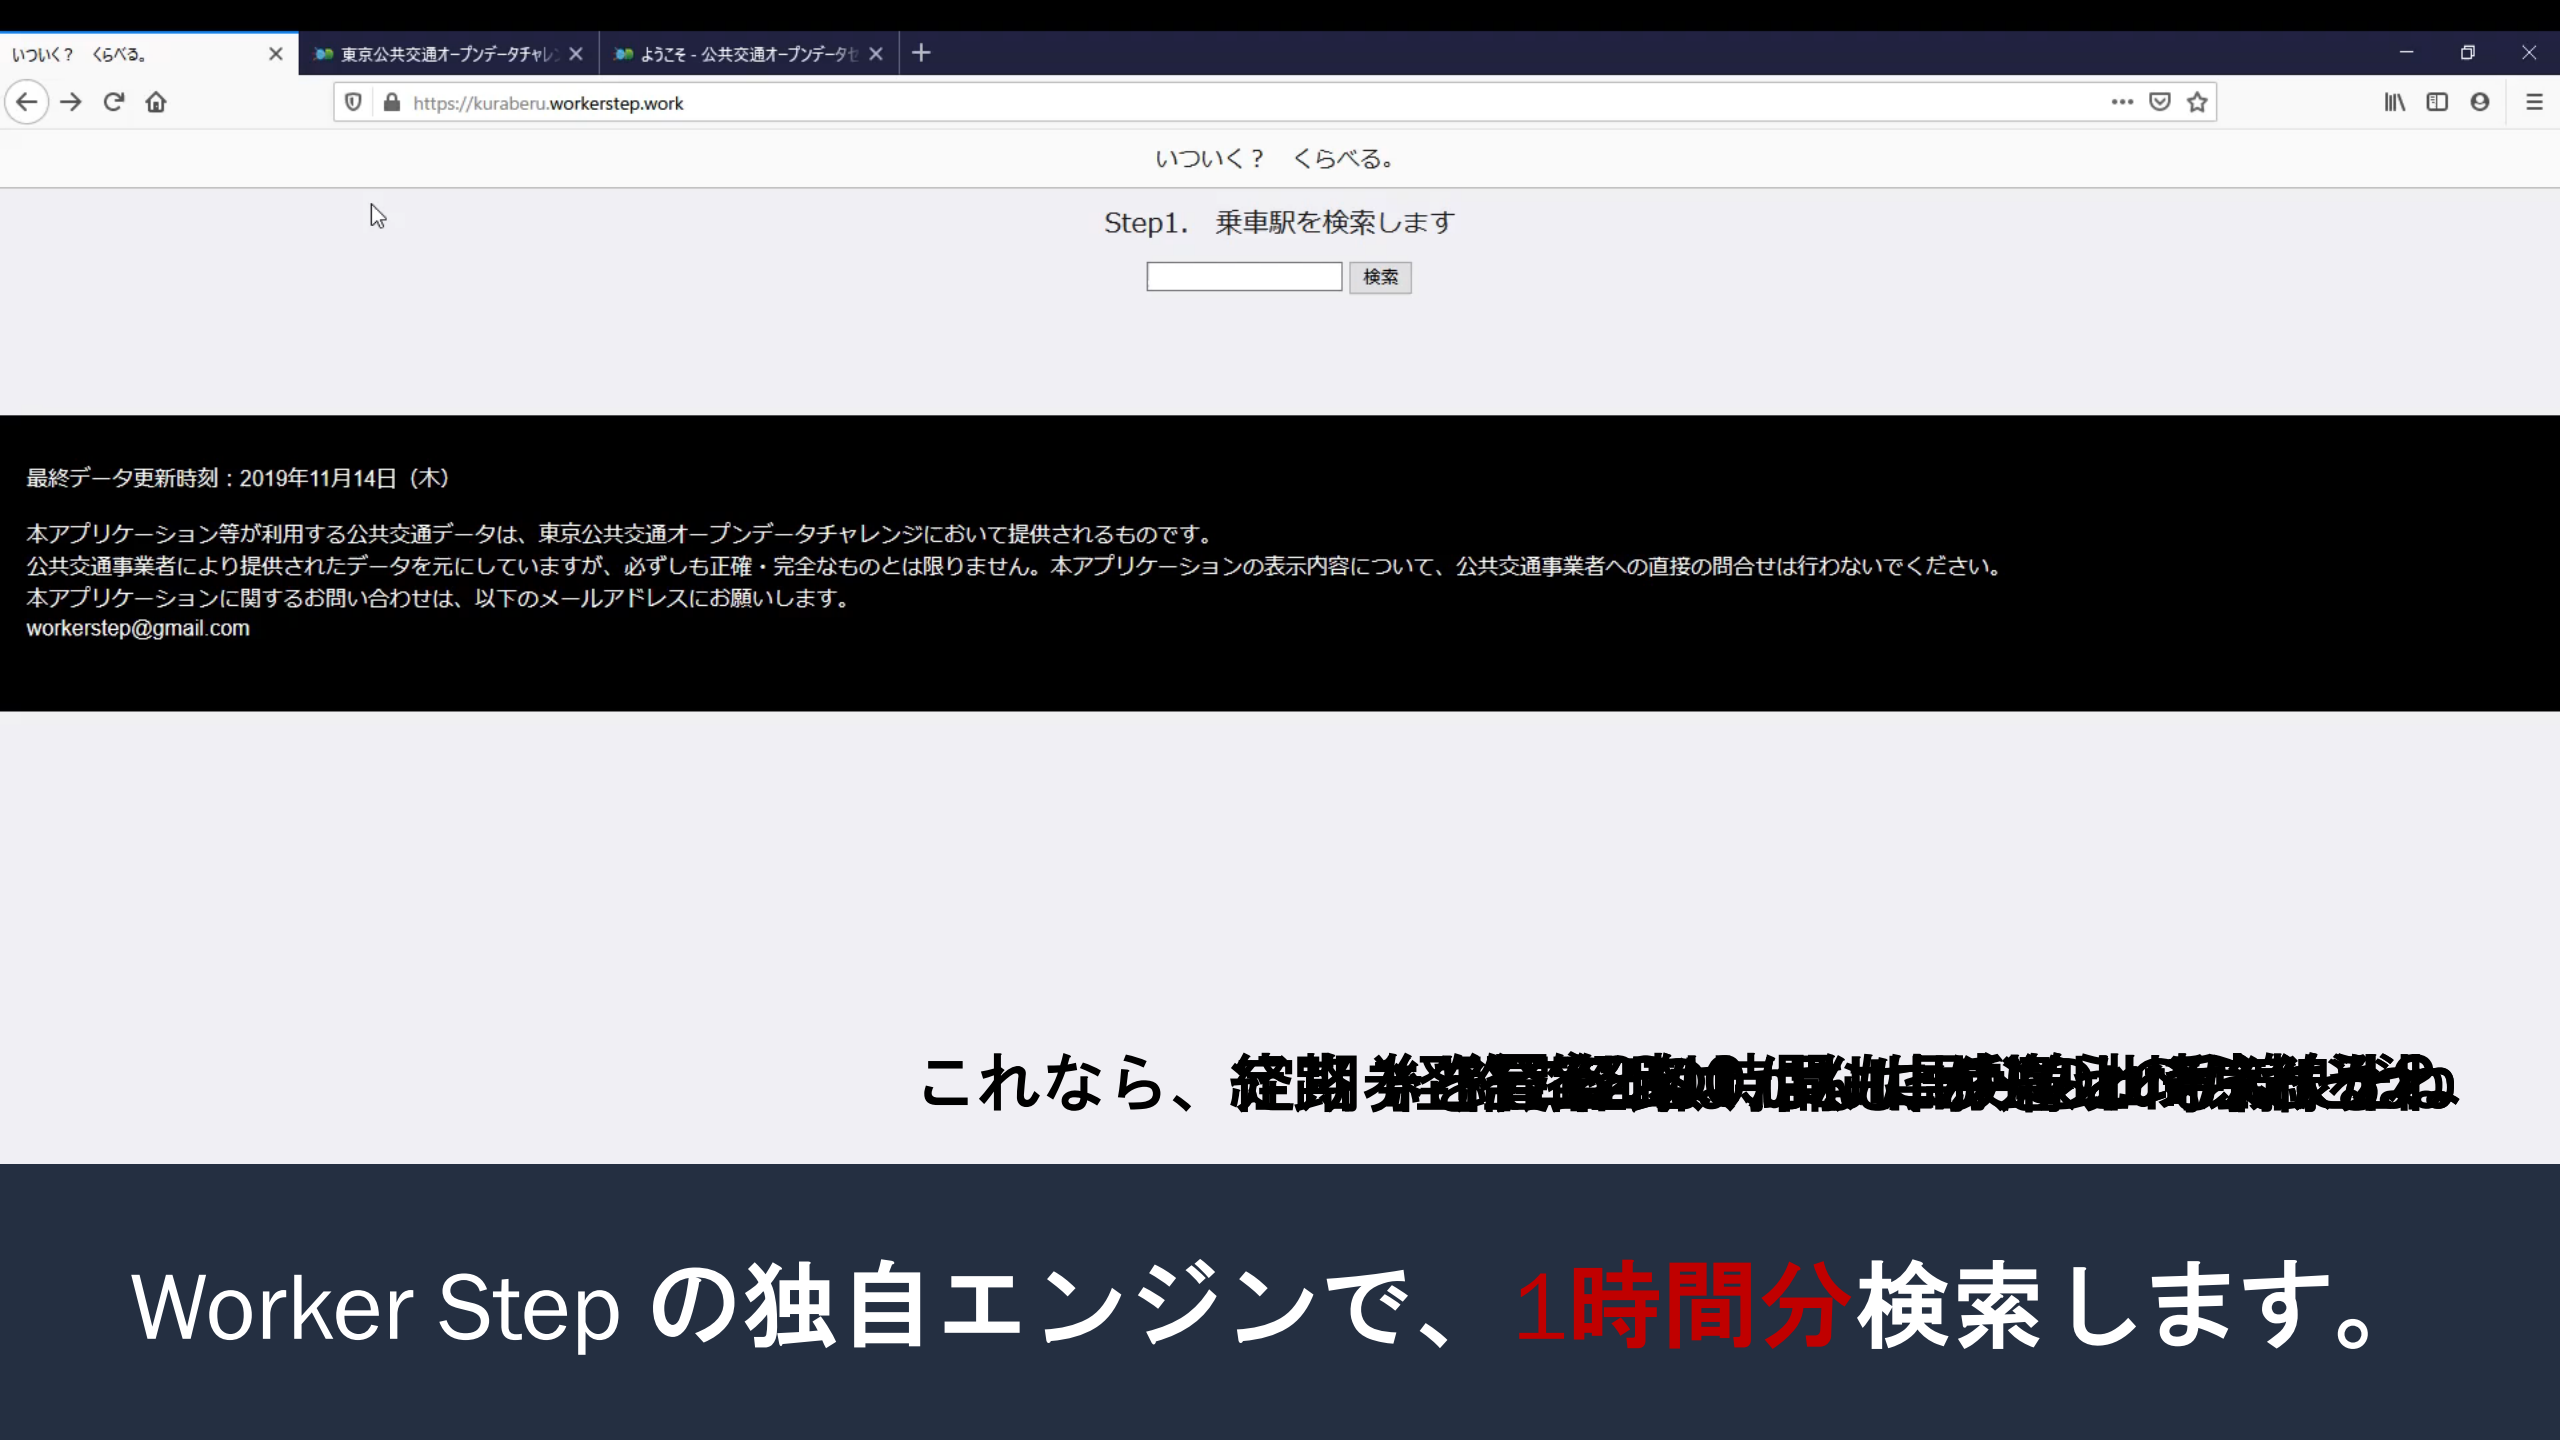 いついく？　くらべる。
東京公共交通オープンデータチャレン
ようこそ - 公共交通オープンデータセ
https://kuraberu.workerstep.work
いついく？　くらべる。
Step1.　乗車駅を検索します
検索
最終データ更新時刻：2019年11月14日（木）
本アプリケーション等が利用する公共交通データは、東京公共交通オープンデータチャレンジにおいて提供されるものです。
公共交通事業者により提供されたデータを元にしていますが、必ずしも正確・完全なものとは限りません。本アプリケーションの表示内容について、公共交通事業者への直接の問合せは行わないでください。
本アプリケーションに関するお問い合わせは、以下のメールアドレスにお願いします。
workerstep@gmail.com
これなら、
Worker Step の独自エンジンで、1時間分検索します。